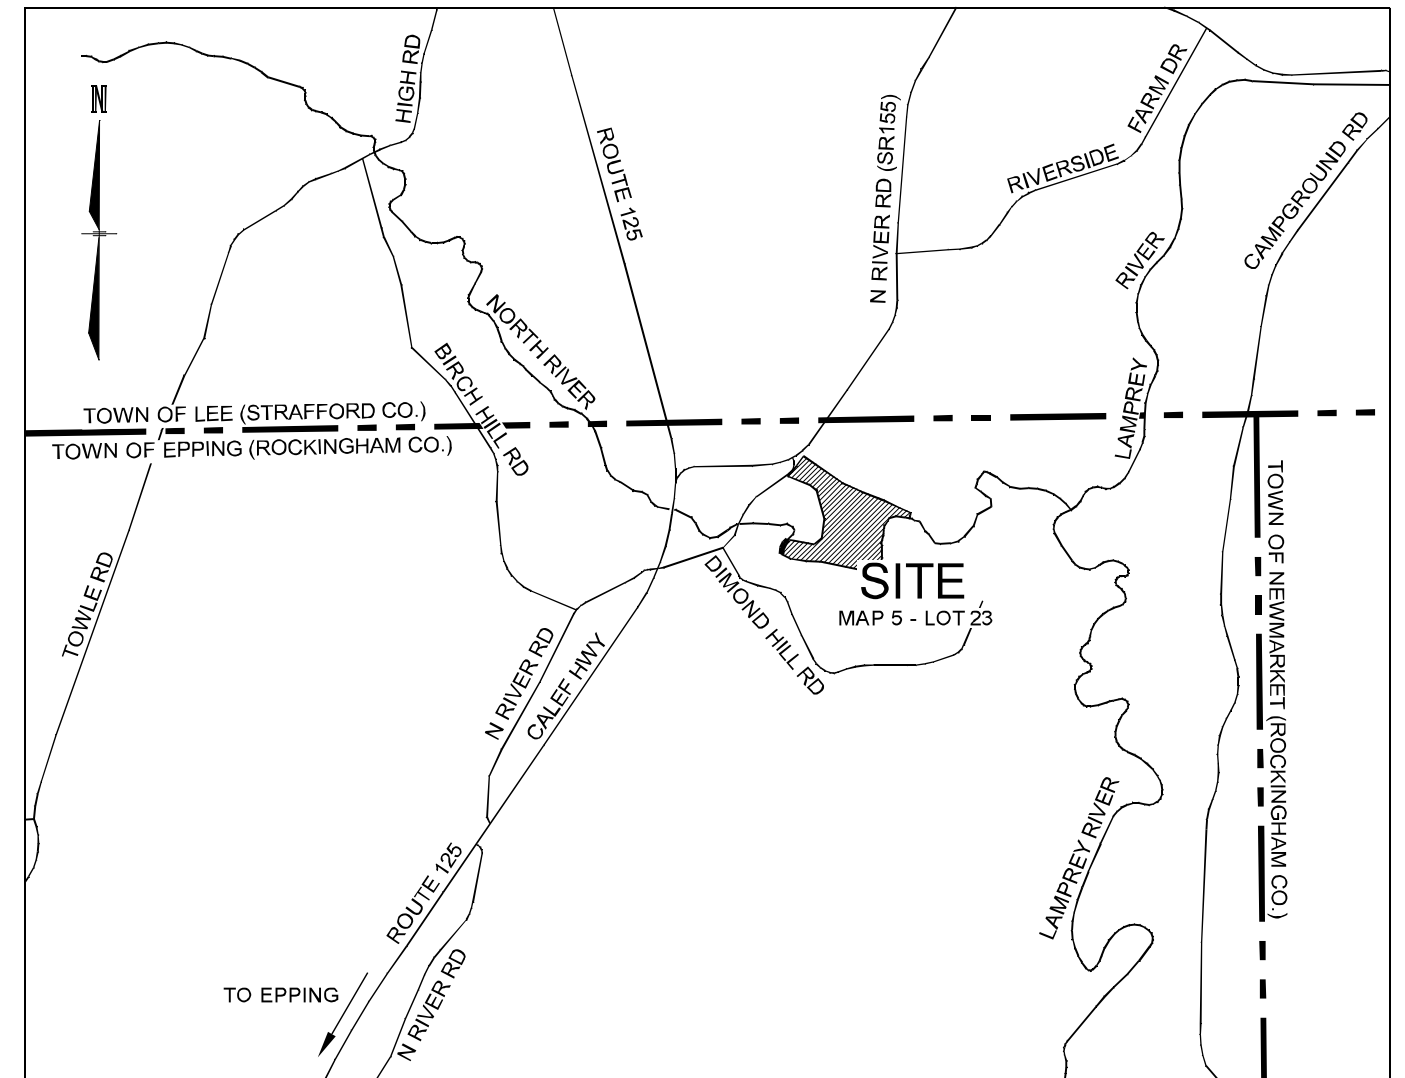 N
HIGH RD
ROUTE 125
N RIVER RD (SR155)
RIVERSIDE
FARM DR
CAMPGROUND RD
LAMPREY
RIVER
NORTH RIVER
BIRCH HILL RD
TOWN OF LEE (STRAFFORD CO.)
TOWN OF EPPING (ROCKINGHAM CO.)
TOWN OF NEWMARKET (ROCKINGHAM CO.)
TOWLE RD
SITE
MAP 5 - LOT 23
DIMOND HILL RD
N RIVER RD
CALEF HWY
LAMPREY RIVER
ROUTE 125
N RIVER RD
TO EPPING